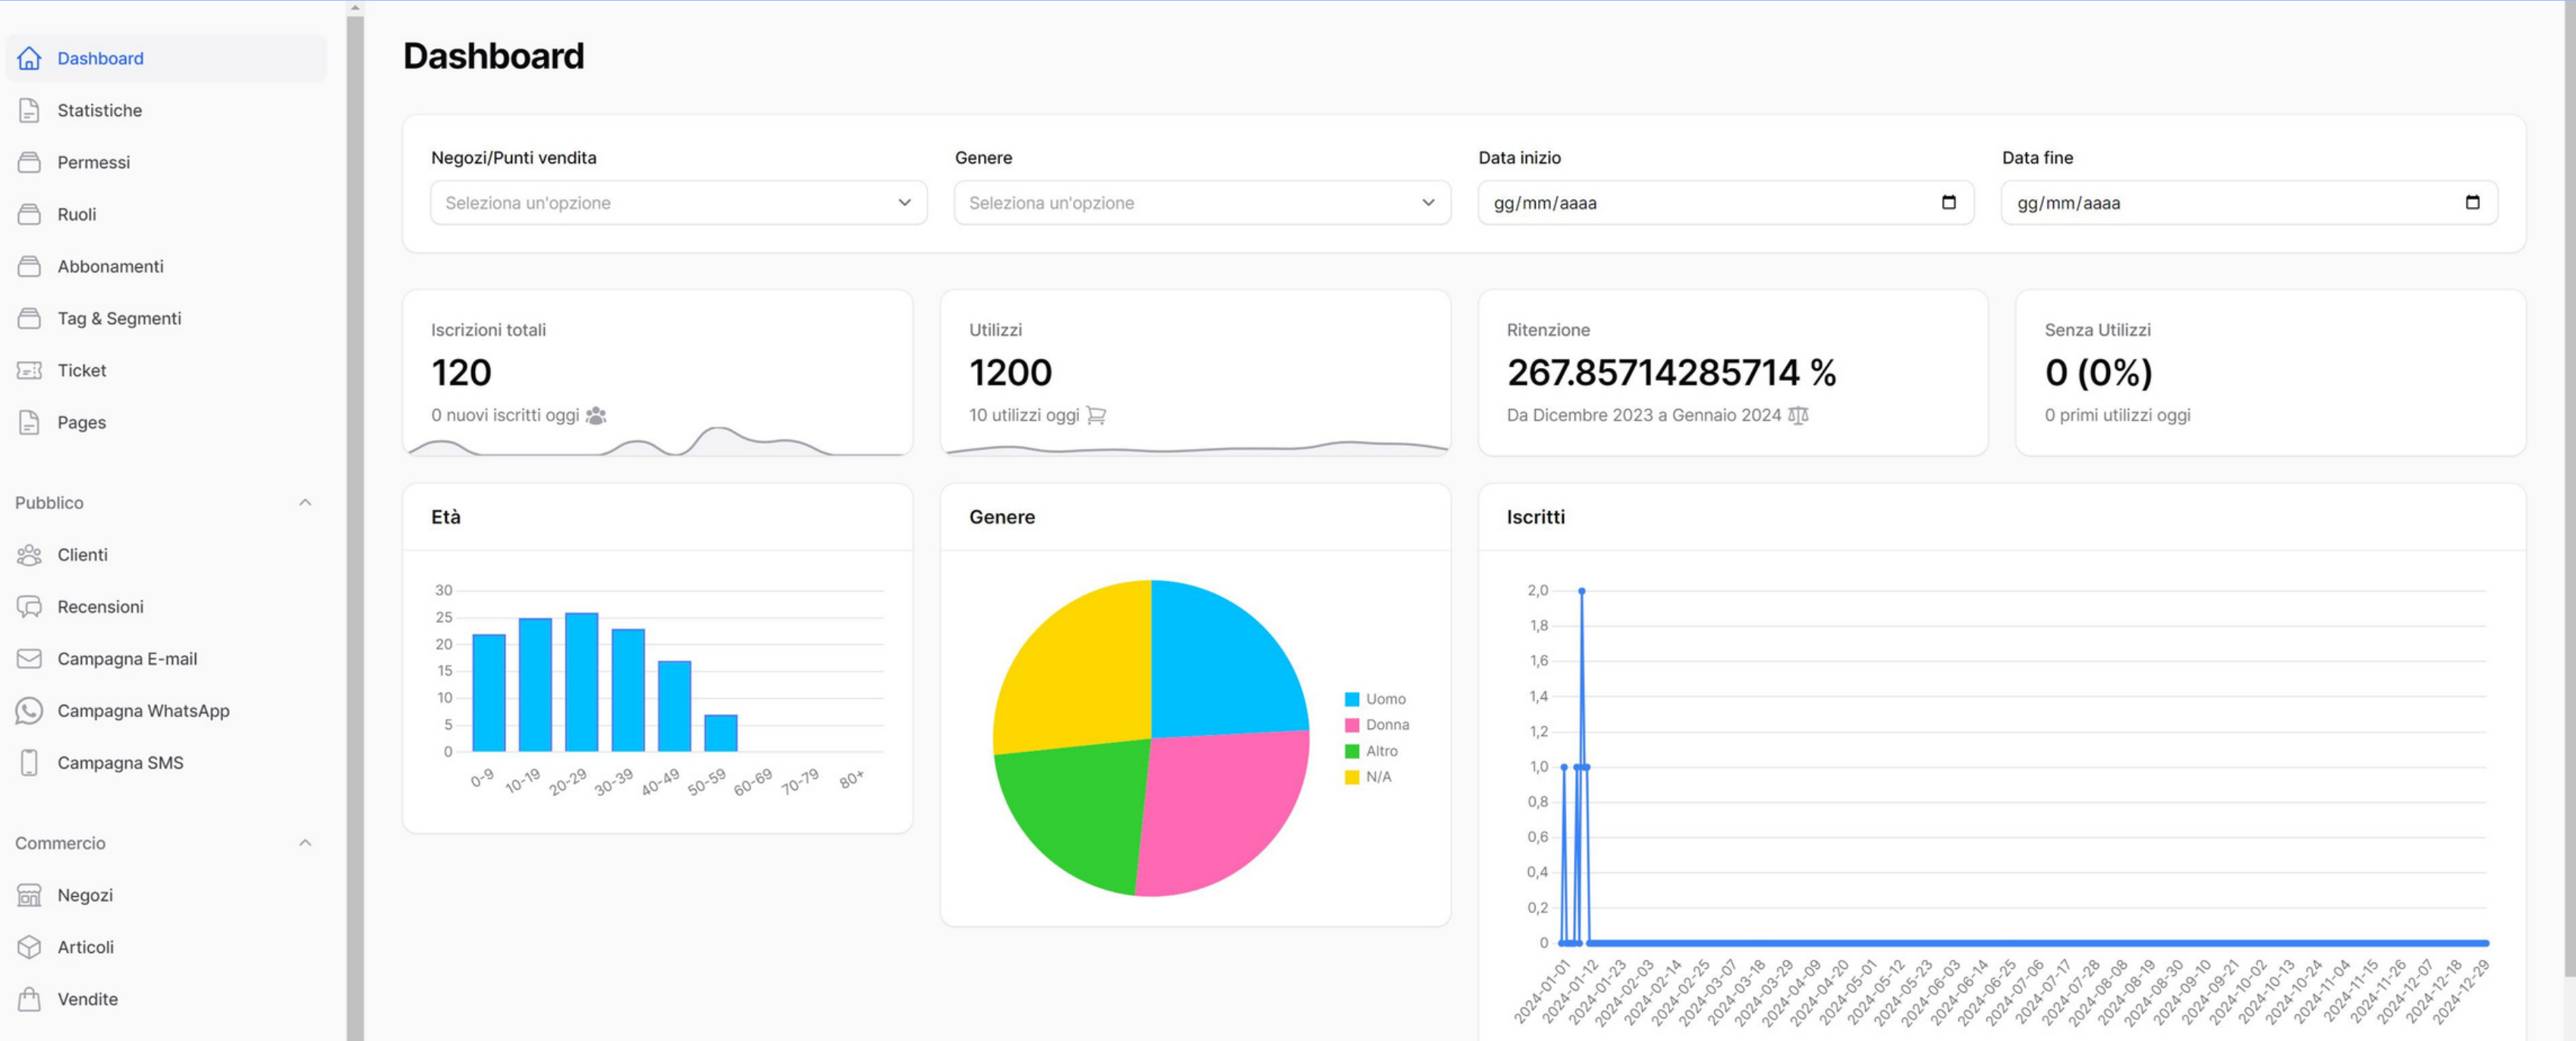 Dashboard
Statistiche
Permessi
Ruoli
Abbonamenti
Tag & Segmenti
Ticket
Pages
Pubblico
Clienti
Recensioni
Campagna E-mail
Campagna WhatsApp
Campagna SMS
Commercio
Negozi
Articoli
Vendite
Dashboard
Negozi/Punti vendita
Seleziona un'opzione
Genere
Seleziona un'opzione
Data inizio
gg/mm/aaaa
Data fine
gg/mm/aaaa
Iscrizioni totali
120
0 nuovi iscritti oggi
Utilizzi
1200
10 utilizzi oggi
Ritenzione
267.85714285714 %
Da Dicembre 2023 a Gennaio 2024
Senza Utilizzi
0 (0%)
0 primi utilizzi oggi
Età
30
25
20
15
10
5
0
0-9
10-19
20-29
30-39
40-49
50-59
60-69
70-79
80+
Genere
Uomo
Donna
Altro
N/A
Iscritti
2,0
1,8
1,6
1,4
1,2
1,0
0,8
0,6
0,4
0,2
0
2024-01-01
2024-01-12
2024-01-23
2024-02-03
2024-02-14
2024-02-25
2024-03-07
2024-03-18
2024-03-29
2024-04-09
2024-04-20
2024-05-01
2024-05-12
2024-05-23
2024-06-03
2024-06-14
2024-06-25
2024-07-06
2024-07-17
2024-07-28
2024-08-08
2024-08-19
2024-08-30
2024-09-10
2024-09-21
2024-10-02
2024-10-13
2024-10-24
2024-11-04
2024-11-15
2024-11-26
2024-12-07
2024-12-18
2024-12-29